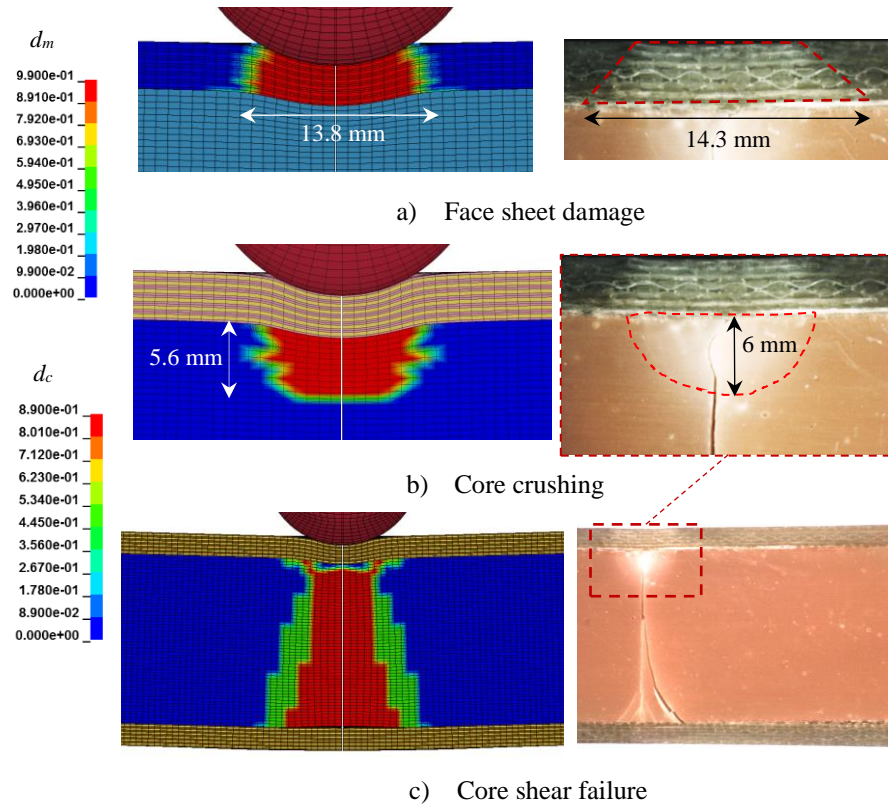 d_m
9.900e-01
8.910e-01
7.920e-01
6.930e-01
5.940e-01
4.950e-01
3.960e-01
2.970e-01
1.980e-01
9.900e-02
0.000e+00
13.8 mm
14.3 mm
a) Face sheet damage
5.6 mm
6 mm
b) Core crushing
d_c
8.900e-01
8.010e-01
7.120e-01
6.230e-01
5.340e-01
4.450e-01
3.560e-01
2.670e-01
1.780e-01
8.900e-02
0.000e+00
c) Core shear failure